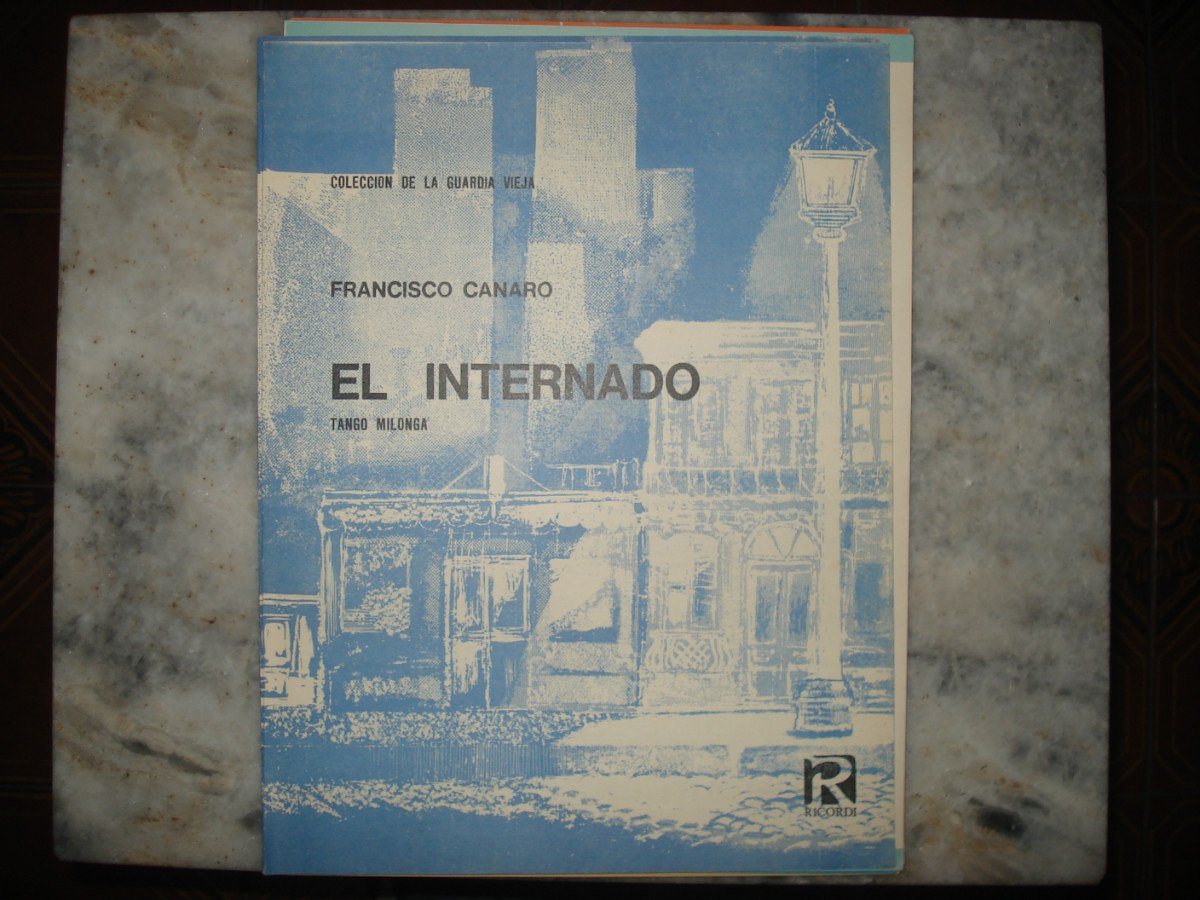 COLECCION DE LA GUARDIA VIEJA
FRANCISCO CANARO
EL INTERNADO
TANGO MILONGA
R
RICORDI